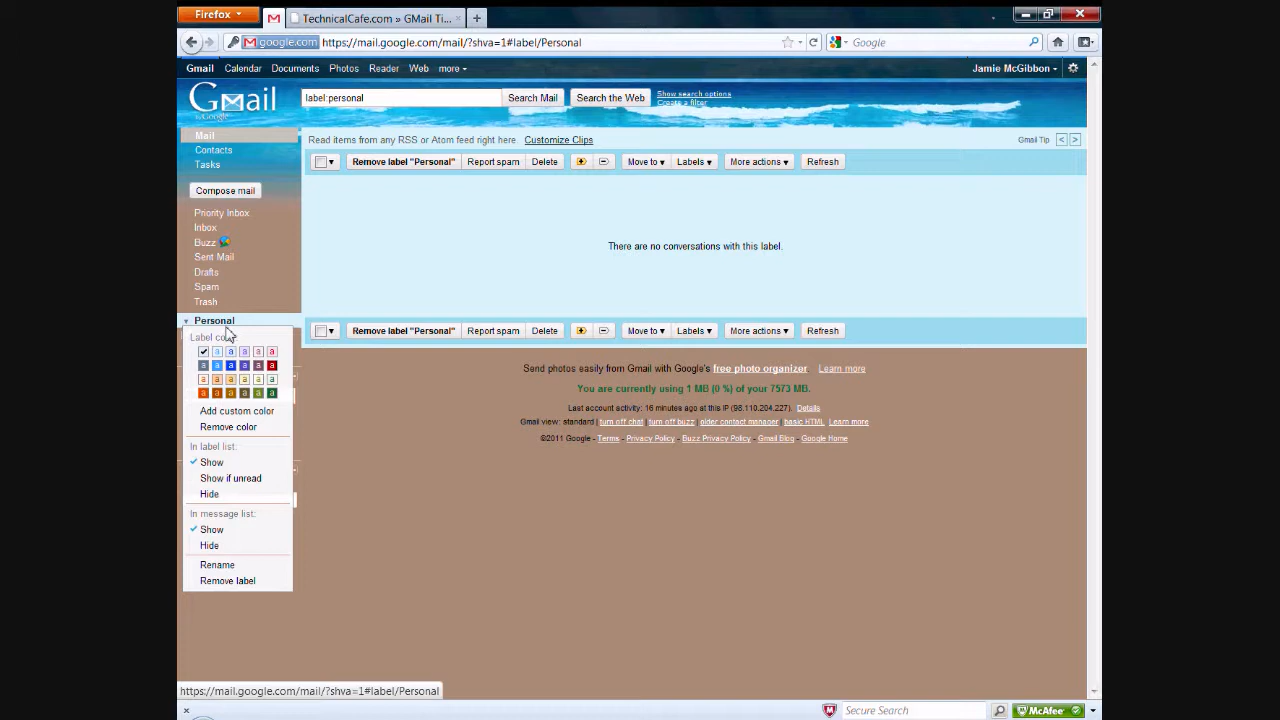 Firefox
TechnicalCafe.com » GMail Ti...
google.com https://mail.google.com/mail/?shva=1#label/Personal
Google
Gmail Calendar Documents Photos Reader Web more
Jamie McGibbon
GMail
by Google
label:personal
Search Mail
Search the Web
Show search options
Create a filter
Mail
Contacts
Tasks
Compose mail
Priority Inbox
Inbox
Buzz
Sent Mail
Drafts
Spam
Trash
Personal
Read items from any RSS or Atom feed right here. Customize Clips
Gmail Tip < >
Remove label "Personal" Report spam Delete Move to Labels More actions Refresh
There are no conversations with this label.
Remove label "Personal" Report spam Delete Move to Labels More actions Refresh
Send photos easily from Gmail with Google's free photo organizer. Learn more
You are currently using 1 MB (0 %) of your 7573 MB.
Last account activity: 16 minutes ago at this IP (98.110.204.227). Details
Gmail view: standard | turn off chat | turn off buzz | older contact manager | basic HTML Learn more
©2011 Google - Terms - Privacy Policy - Buzz Privacy Policy - Gmail Blog - Google Home
a a a a a
a a a a a a
a a a a a a
a a a a a a
Add custom color
Remove color
In label list:
Show
Show if unread
Hide
In message list:
Show
Hide
Rename
Remove label
https://mail.google.com/mail/?shva=1#label/Personal
Secure Search
McAfee